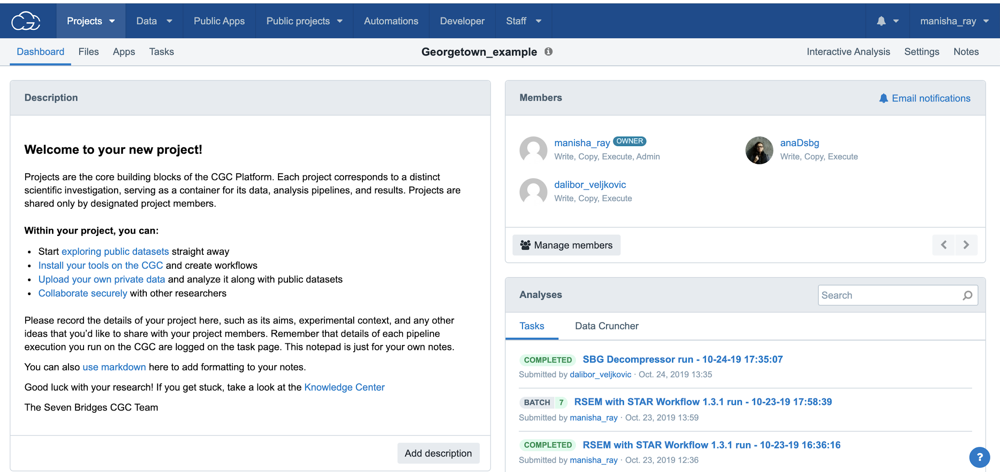 CGC
Projects
Data
Public Apps
Public projects
Automations
Developer
Staff
manisha_ray
Dashboard
Files
Apps
Tasks
Georgetown_example
Interactive Analysis
Settings
Notes
Description
Welcome to your new project!
Projects are the core building blocks of the CGC Platform. Each project corresponds to a distinct
scientific investigation, serving as a container for its data, analysis pipelines, and results. Projects are
shared only by designated project members.
Within your project, you can:
• Start exploring public datasets straight away
• Install your tools on the CGC and create workflows
• Upload your own private data and analyze it along with public datasets
• Collaborate securely with other researchers
Please record the details of your project here, such as its aims, experimental context, and any other
ideas that you’d like to share with your project members. Remember that details of each pipeline
execution you run on the CGC are logged on the task page. This notepad is just for your own notes.
You can also use markdown here to add formatting to your notes.
Good luck with your research! If you get stuck, take a look at the Knowledge Center
The Seven Bridges CGC Team
Add description
Members
Email notifications
manisha_ray OWNER
Write, Copy, Execute, Admin
anaDsbg
Write, Copy, Execute
dalibor_veljkovic
Write, Copy, Execute
Manage members
Analyses
Search
Tasks
Data Cruncher
COMPLETED SBG Decompressor run - 10-24-19 17:35:07
Submitted by dalibor_veljkovic · Oct. 24, 2019 13:35
BATCH 7 RSEM with STAR Workflow 1.3.1 run - 10-23-19 17:58:39
Submitted by manisha_ray · Oct. 23, 2019 13:59
COMPLETED RSEM with STAR Workflow 1.3.1 run - 10-23-19 16:36:16
Submitted by manisha_ray · Oct. 23, 2019 12:36
?